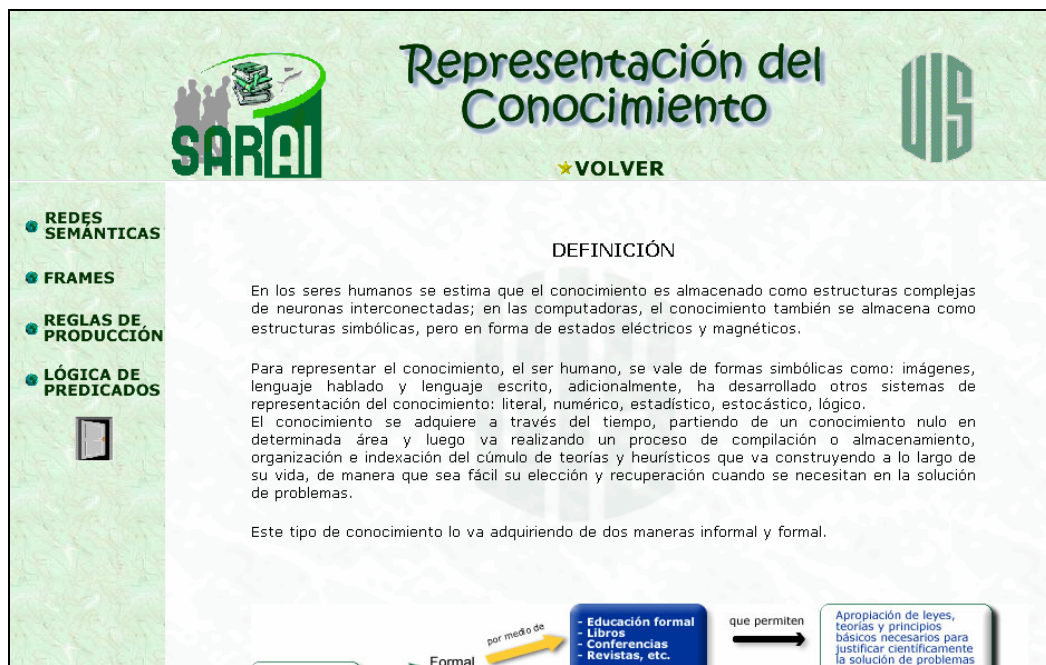 Representación del
Conocimiento
SARAI
UIS
VOLVER
REDES
SEMÁNTICAS
FRAMES
REGLAS DE
PRODUCCIÓN
LÓGICA DE
PREDICADOS
DEFINICIÓN
En los seres humanos se estima que el conocimiento es almacenado como estructuras complejas
de neuronas interconectadas; en las computadoras, el conocimiento también se almacena como
estructuras simbólicas, pero en forma de estados eléctricos y magnéticos.
Para representar el conocimiento, el ser humano, se vale de formas simbólicas como: imágenes,
lenguaje hablado y lenguaje escrito, adicionalmente, ha desarrollado otros sistemas de
representación del conocimiento: literal, numérico, estadístico, estocástico, lógico.
El conocimiento se adquiere a través del tiempo, partiendo de un conocimiento nulo en
determinada área y luego va realizando un proceso de compilación o almacenamiento,
organización e indexación del cúmulo de teorías y heurísticos que va construyendo a lo largo de
su vida, de manera que sea fácil su elección y recuperación cuando se necesitan en la solución
de problemas.
Este tipo de conocimiento lo va adquiriendo de dos maneras informal y formal.
Formal
por medio de
- Educación formal
- Libros
- Conferencias
- Revistas, etc.
que permiten
Apropiación de leyes,
teorías y principios
básicos necesarios para
justificar científicamente
la solución de problemas